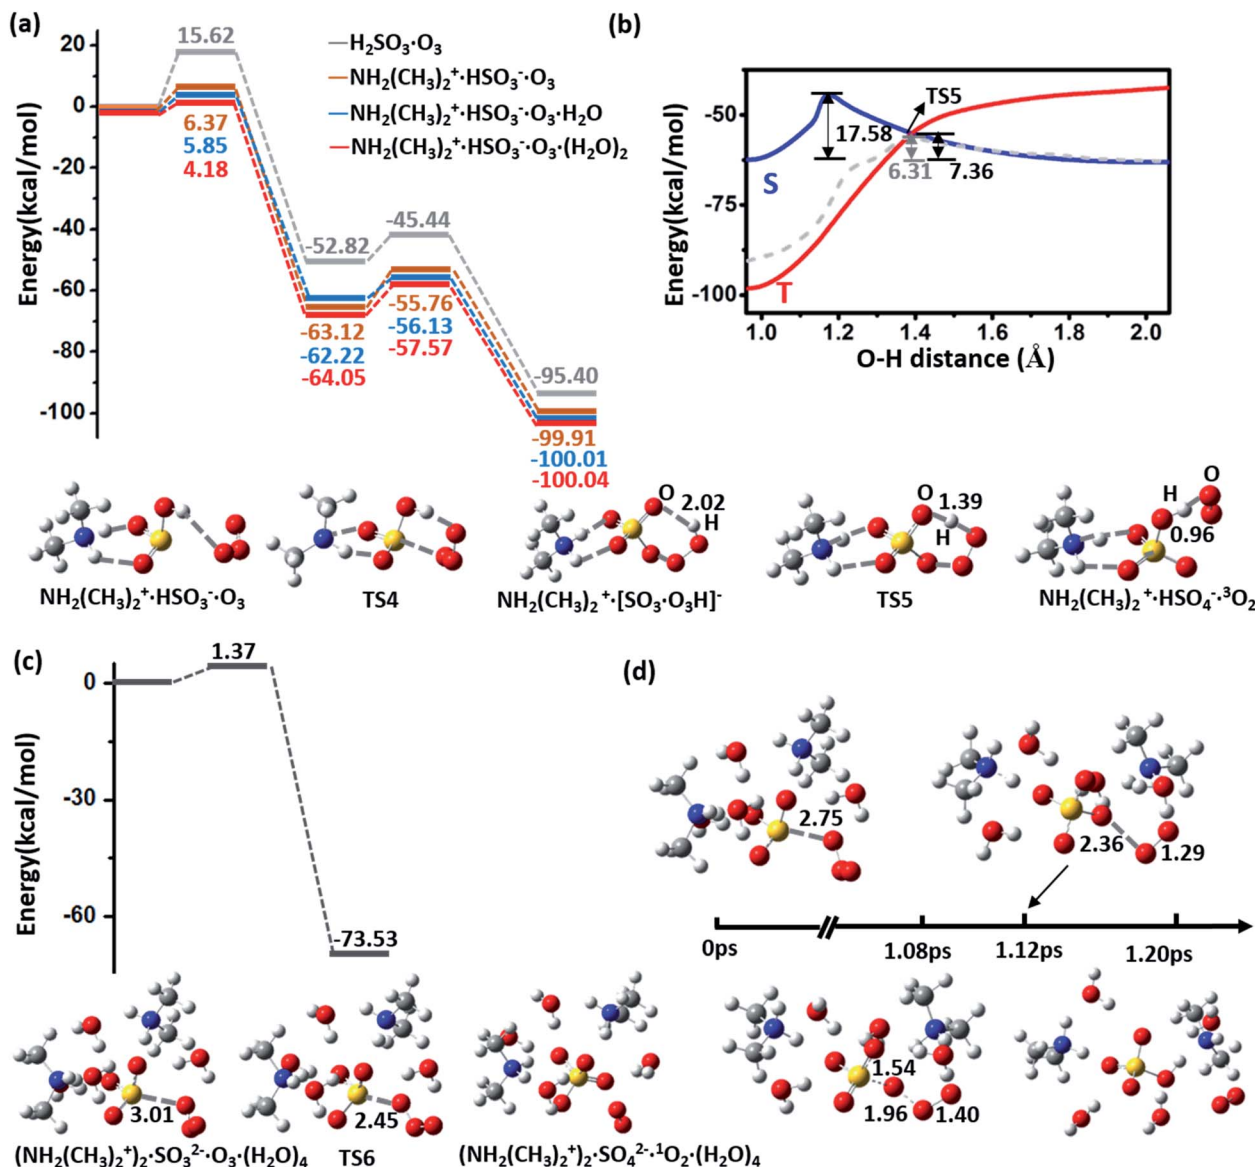 (a)
15.62
20
0
-20
-40
-60
-80
-100
Energy(kcal/mol)
H₂SO₃·O₃
NH₂(CH₃)₂⁺·HSO₃⁻·O₃
NH₂(CH₃)₂⁺·HSO₃⁻·O₃·H₂O
NH₂(CH₃)₂⁺·HSO₃⁻·O₃·(H₂O)₂
6.37
5.85
4.18
-52.82
-45.44
-63.12
-62.22
-64.05
-55.76
-56.13
-57.57
-95.40
-99.91
-100.01
-100.04
(b)
Energy(kcal/mol)
-50
-75
-100
TS5
17.58
6.31
7.36
S
T
1.0 1.2 1.4 1.6 1.8 2.0
O-H distance (Å)
O 2.02
H
O 1.39
H
H O
0.96
NH₂(CH₃)₂⁺·HSO₃⁻·O₃
TS4
NH₂(CH₃)₂⁺·[SO₃·O₃H]⁻
TS5
NH₂(CH₃)₂⁺·HSO₄⁻·³O₂
(c)
1.37
0
-30
-60
Energy(kcal/mol)
-73.53
3.01
2.45
(NH₂(CH₃)₂⁺)₂·SO₃²⁻·O₃·(H₂O)₄
TS6
(NH₂(CH₃)₂⁺)₂·SO₄²⁻·¹O₂·(H₂O)₄
(d)
2.75
2.36
1.29
0ps
1.08ps
1.12ps
1.20ps
1.54
1.96
1.40